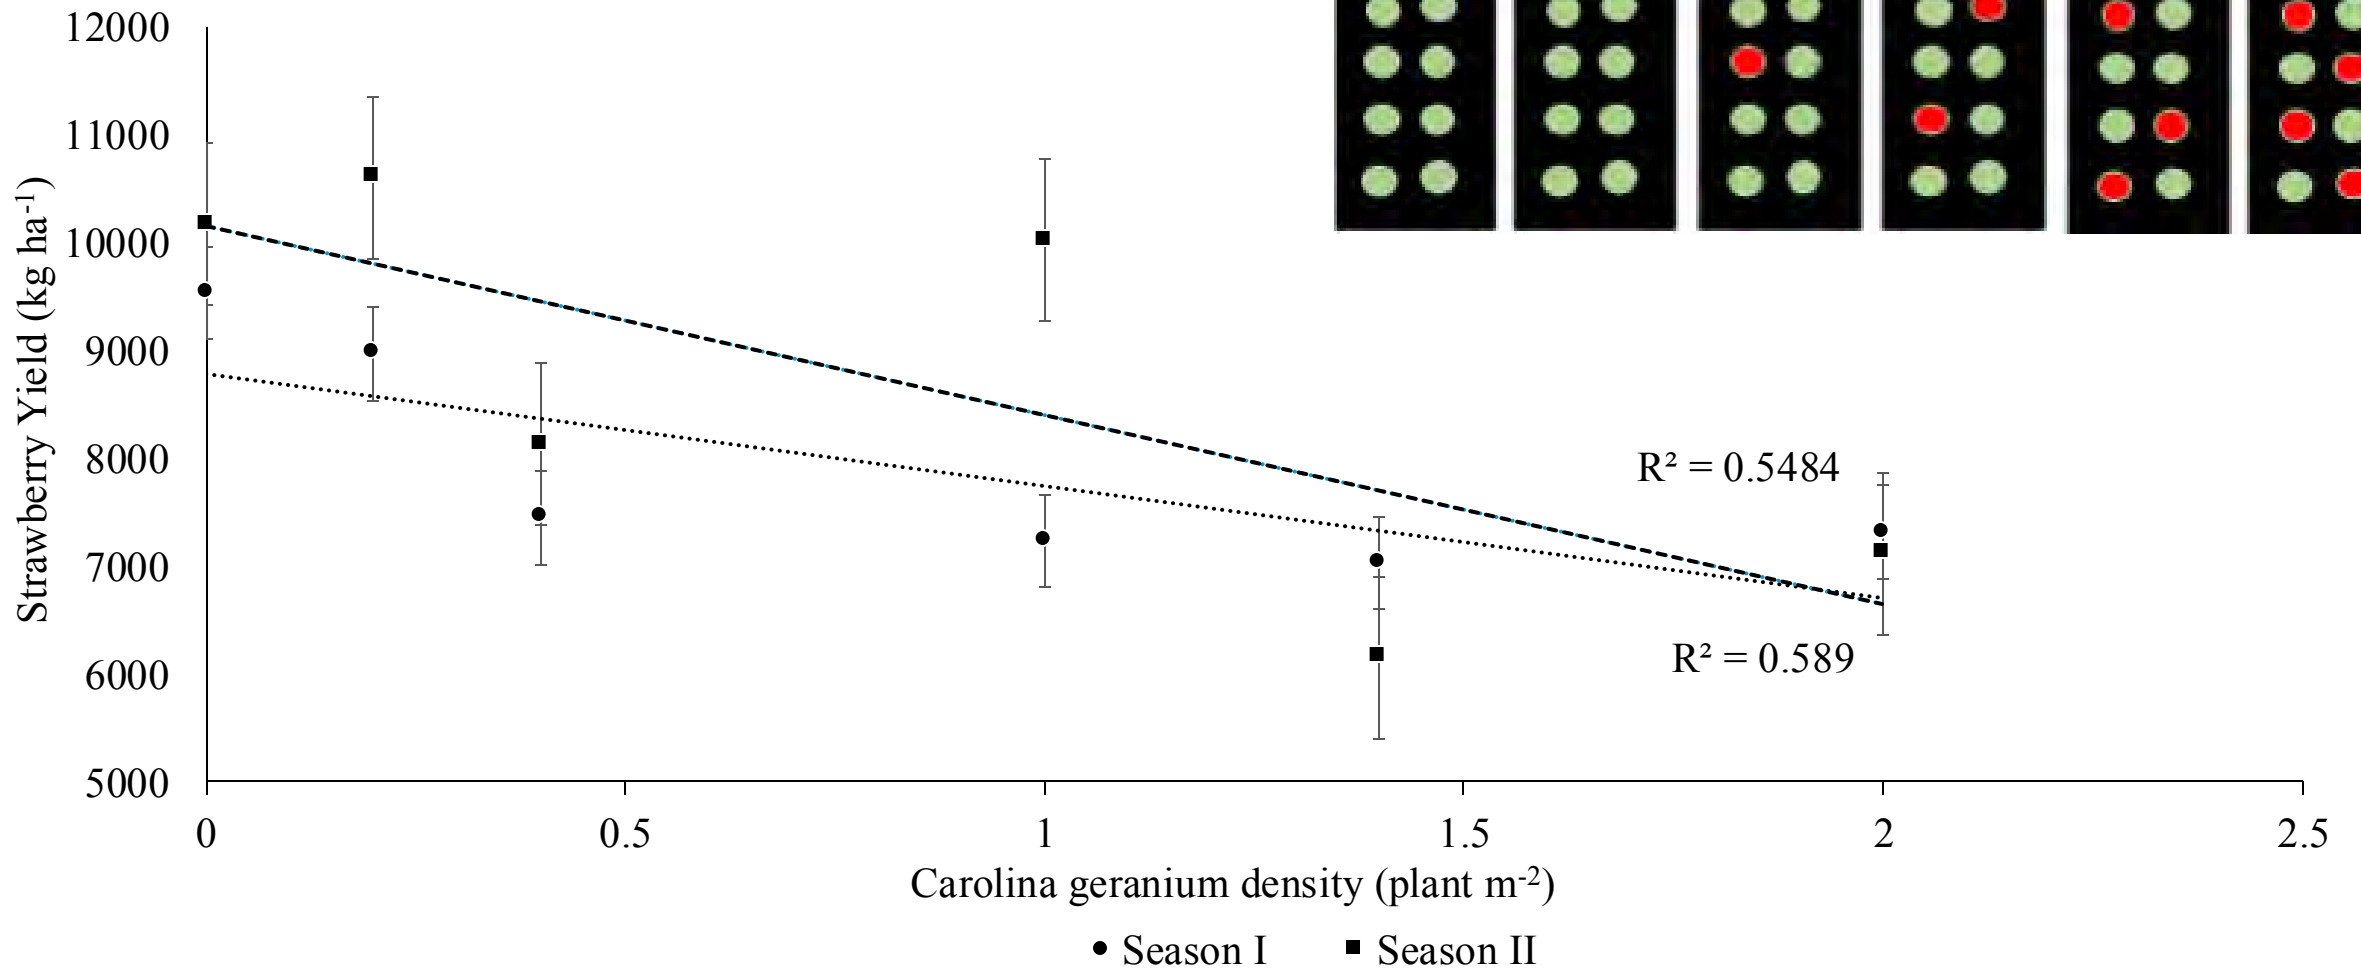 12000
11000
10000
9000
8000
7000
6000
5000
Strawberry Yield (kg ha⁻¹)
R² = 0.5484
R² = 0.589
0 0.5 1 1.5 2 2.5
Carolina geranium density (plant m⁻²)
Season I Season II